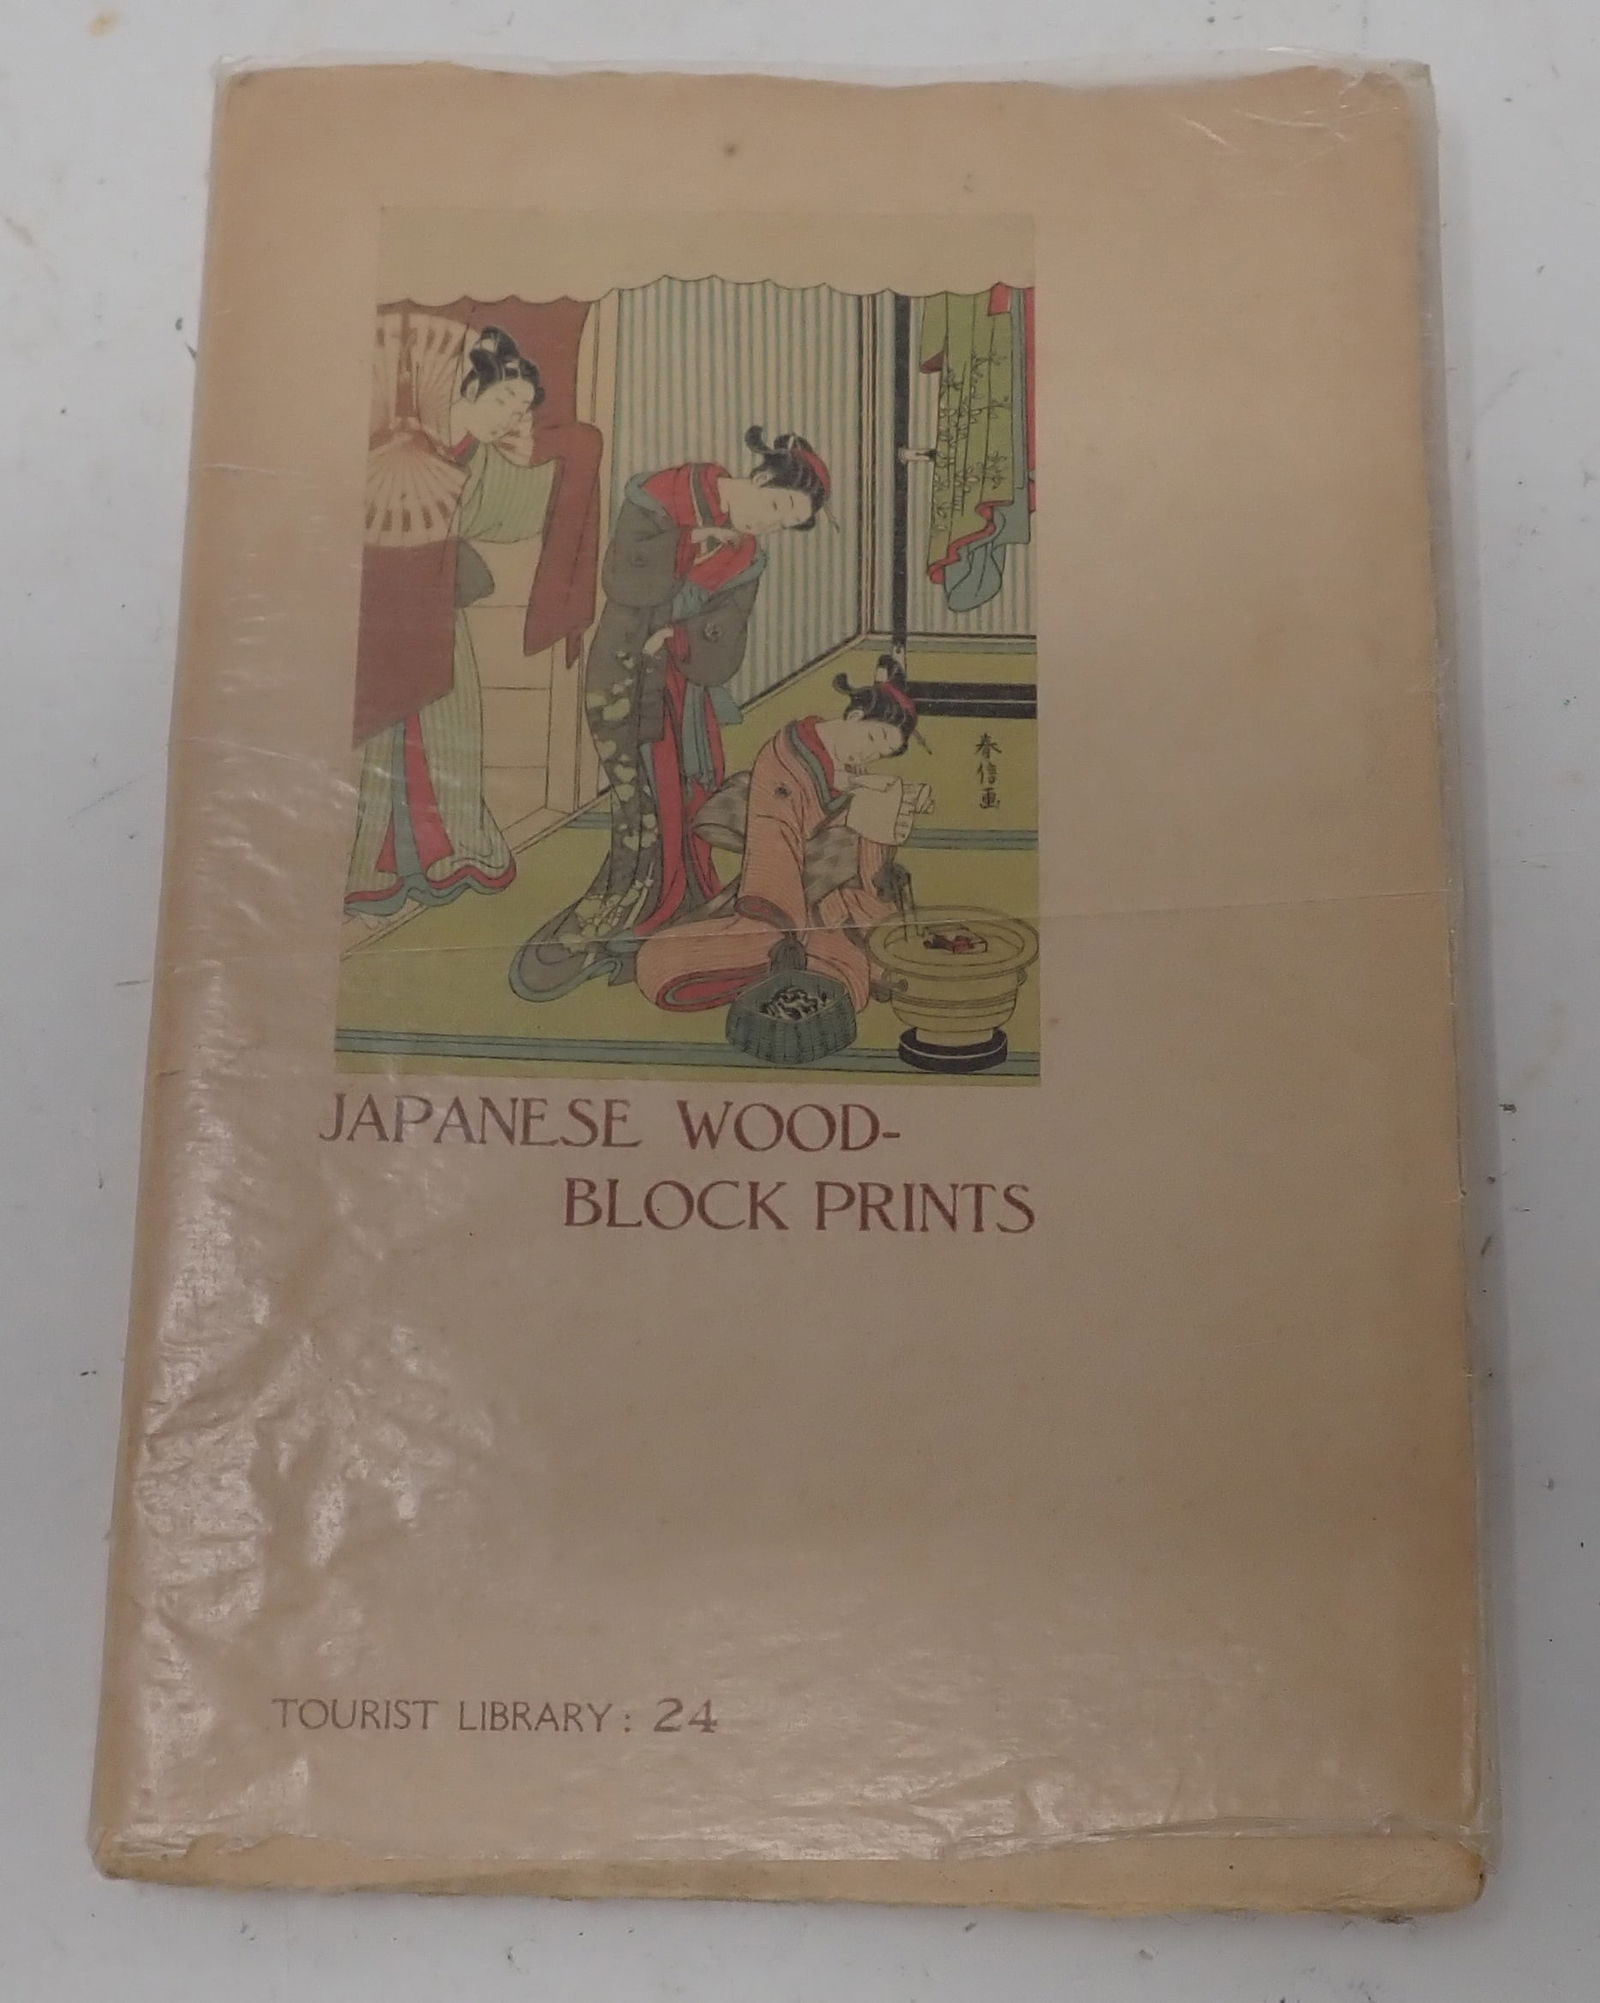 春信画
JAPANESE WOOD-
BLOCK PRINTS
TOURIST LIBRARY: 24